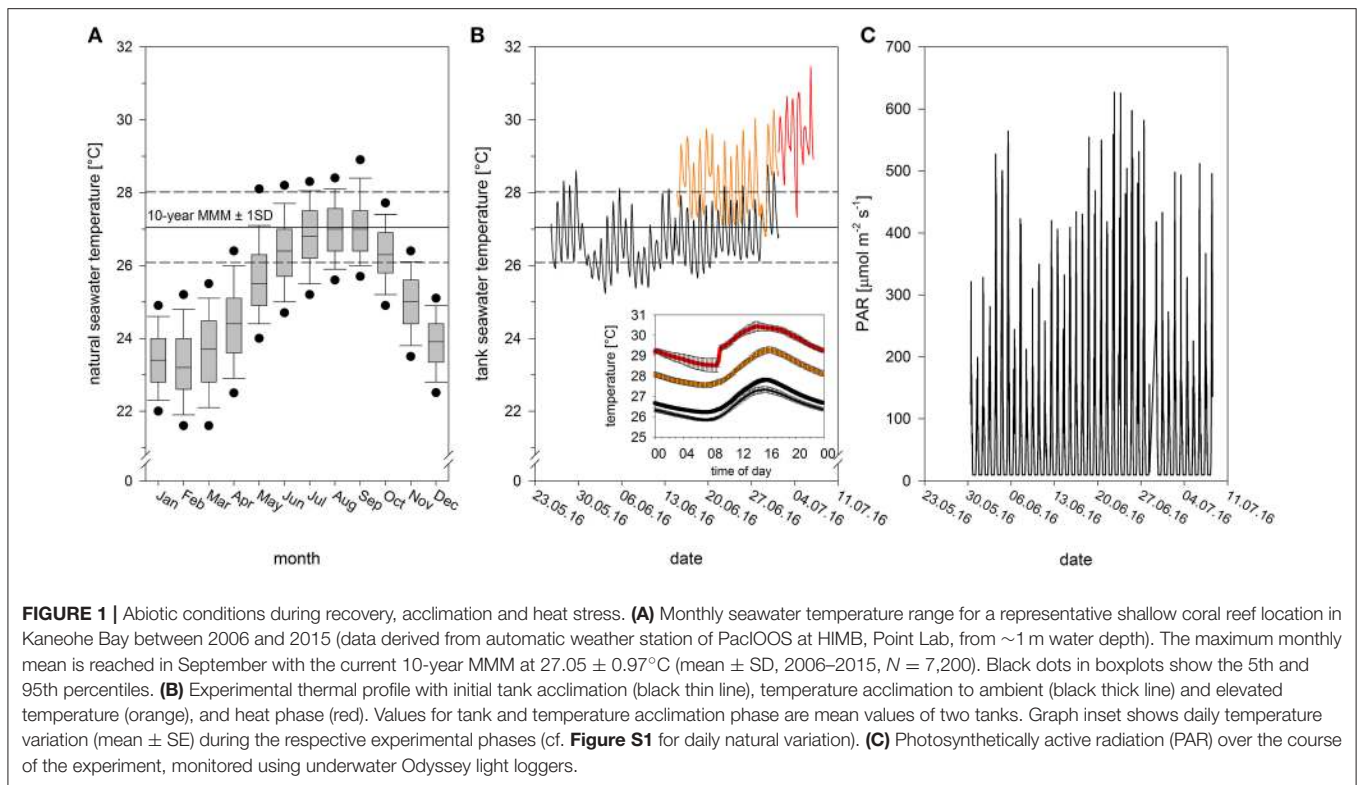 A
32
30
28
26
24
22
0
natural seawater temperature [°C]
10-year MMM ± 1SD
Jan
Feb
Mar
Apr
May
Jun
Jul
Aug
Sep
Oct
Nov
Dec
month
B
32
30
28
26
24
22
0
tank seawater temperature [°C]
31
30
29
28
27
26
25
temperature [°C]
00 04 08 12 16 20 00
time of day
23.05.16
30.05.16
06.06.16
13.06.16
20.06.16
27.06.16
04.07.16
11.07.16
date
C
700
600
500
400
300
200
100
0
PAR [µmol m⁻² s⁻¹]
23.05.16
30.05.16
06.06.16
13.06.16
20.06.16
27.06.16
04.07.16
11.07.16
date
FIGURE 1 | Abiotic conditions during recovery, acclimation and heat stress. (A) Monthly seawater temperature range for a representative shallow coral reef location in
Kaneohe Bay between 2006 and 2015 (data derived from automatic weather station of PacIOOS at HIMB, Point Lab, from ~1 m water depth). The maximum monthly
mean is reached in September with the current 10-year MMM at 27.05 ± 0.97°C (mean ± SD, 2006–2015, N = 7,200). Black dots in boxplots show the 5th and
95th percentiles. (B) Experimental thermal profile with initial tank acclimation (black thin line), temperature acclimation to ambient (black thick line) and elevated
temperature (orange), and heat phase (red). Values for tank and temperature acclimation phase are mean values of two tanks. Graph inset shows daily temperature
variation (mean ± SE) during the respective experimental phases (cf. Figure S1 for daily natural variation). (C) Photosynthetically active radiation (PAR) over the course
of the experiment, monitored using underwater Odyssey light loggers.